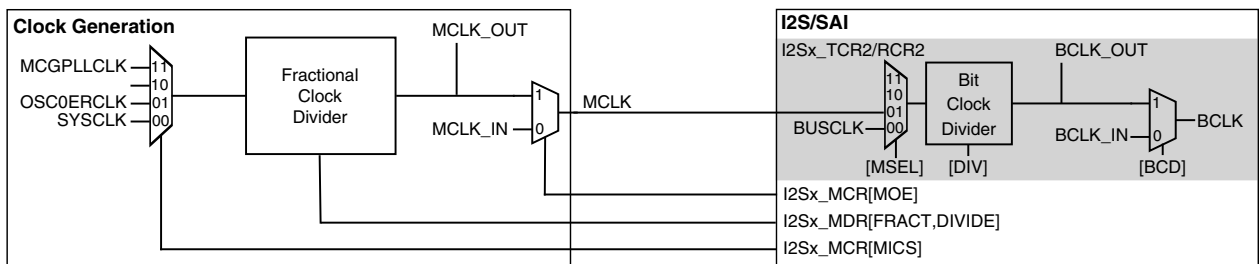 Clock Generation
MCGPLLCLK
11
10
OSC0ERCLK
01
SYSCLK
00
Fractional
Clock
Divider
MCLK_OUT
1
MCLK_IN
0
MCLK
I2S/SAI
I2Sx_TCR2/RCR2
11
10
01
BUSCLK
00
[MSEL]
Bit
Clock
Divider
[DIV]
BCLK_OUT
1
BCLK_IN
0
[BCD]
BCLK
I2Sx_MCR[MOE]
I2Sx_MDR[FRACT,DIVIDE]
I2Sx_MCR[MICS]